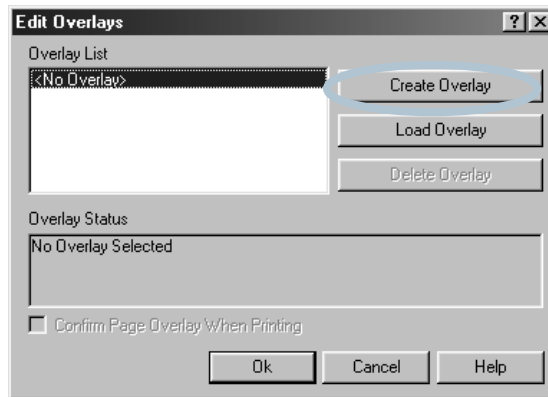 Edit Overlays
Overlay List
<No Overlay>
Create Overlay
Load Overlay
Delete Overlay
Overlay Status
No Overlay Selected
Confirm Page Overlay When Printing
Ok
Cancel
Help